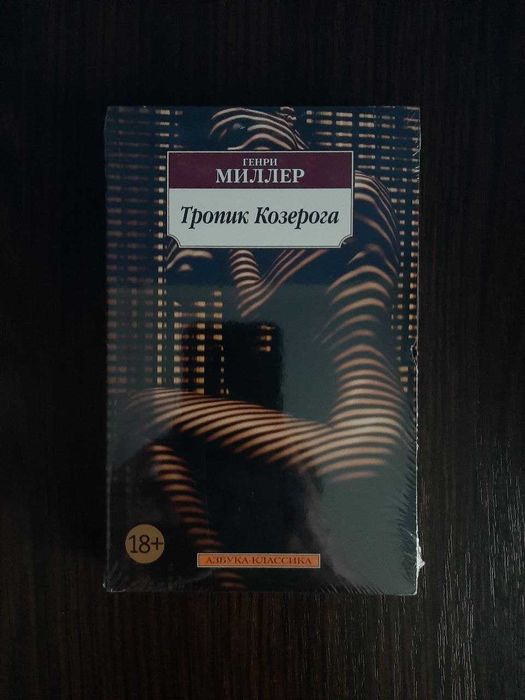 ГЕНРИ
МИЛЛЕР
Тропик Козерога
18+
АЗБУКА-КЛАССИКА